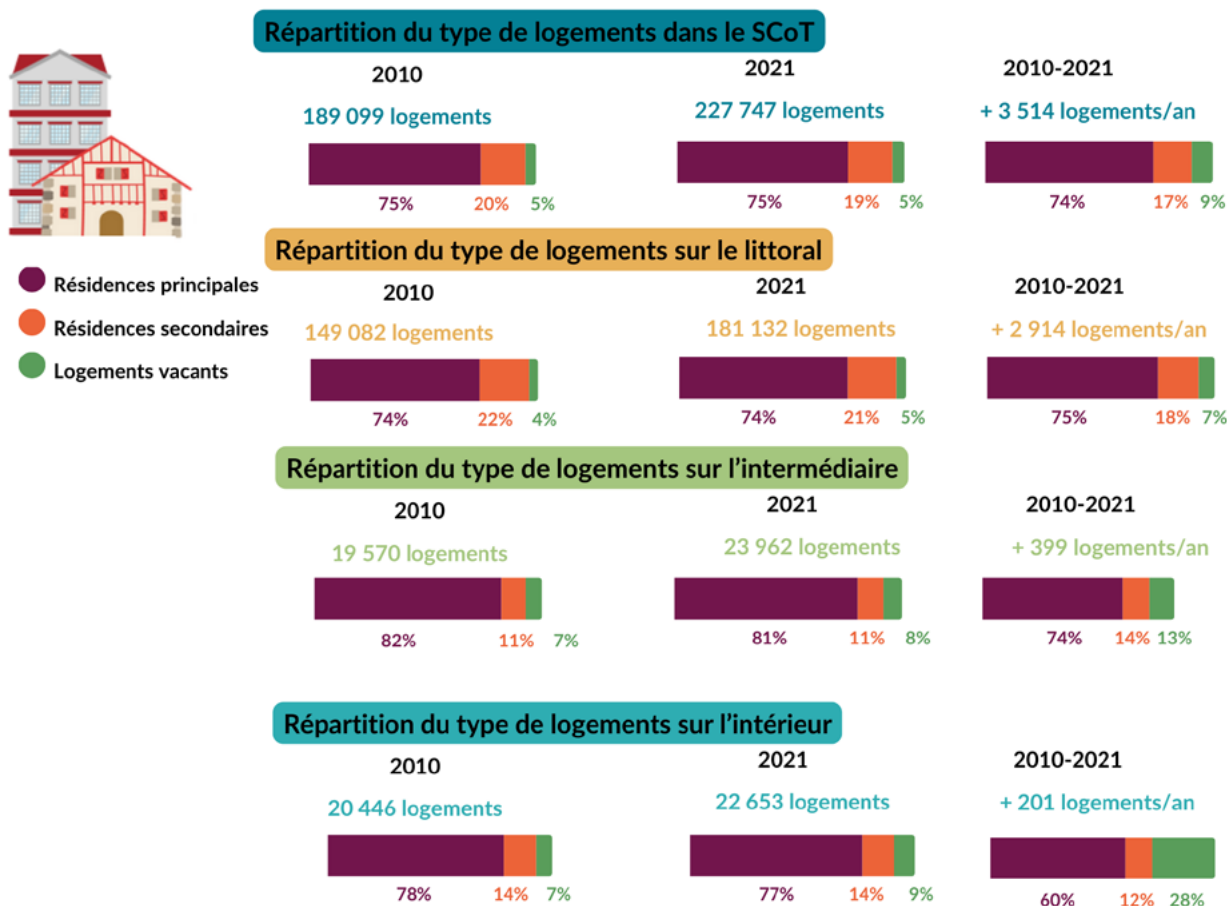 Répartition du type de logements dans le SCoT
2010
2021
2010-2021
189 099 logements
227 747 logements
+ 3 514 logements/an
75%
20%
5%
75%
19%
5%
74%
17%
9%
Répartition du type de logements sur le littoral
Résidences principales
Résidences secondaires
Logements vacants
2010
2021
2010-2021
149 082 logements
181 132 logements
+ 2 914 logements/an
74%
22%
4%
74%
21%
5%
75%
18%
7%
Répartition du type de logements sur l'intermédiaire
2010
2021
2010-2021
19 570 logements
23 962 logements
+ 399 logements/an
82%
11%
7%
81%
11%
8%
74%
14%
13%
Répartition du type de logements sur l'intérieur
2010
2021
2010-2021
20 446 logements
22 653 logements
+ 201 logements/an
78%
14%
7%
77%
14%
9%
60%
12%
28%